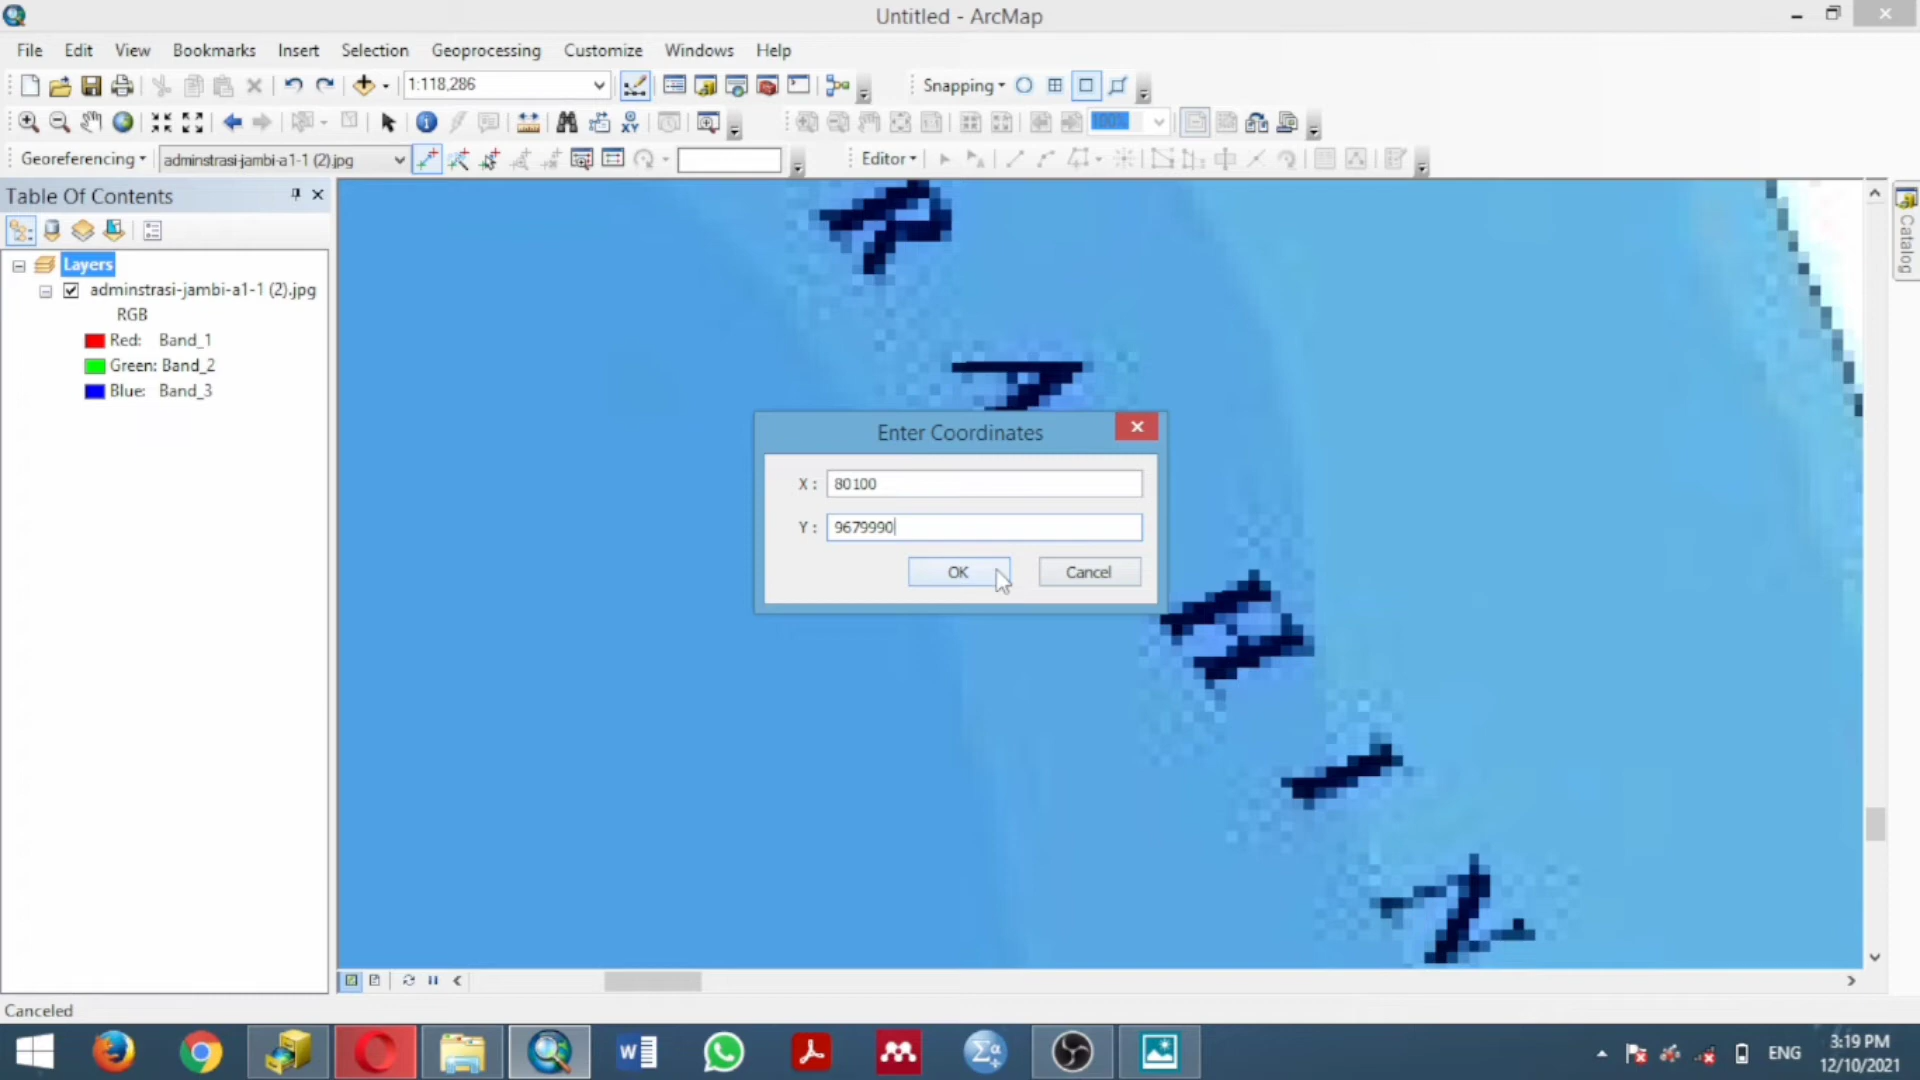 Untitled - ArcMap
File Edit View Bookmarks Insert Selection Geoprocessing Customize Windows Help
1:118,286
Snapping
100%
Georeferencing
adminstrasi-jambi-a1-1 (2).jpg
Editor
Table Of Contents
Layers
adminstrasi-jambi-a1-1 (2).jpg
RGB
Red: Band_1
Green: Band_2
Blue: Band_3
Catalog
R
A
H
I
N
Enter Coordinates
X : 80100
Y : 9679990
OK Cancel
Canceled
ENG
3:19 PM
12/10/2021